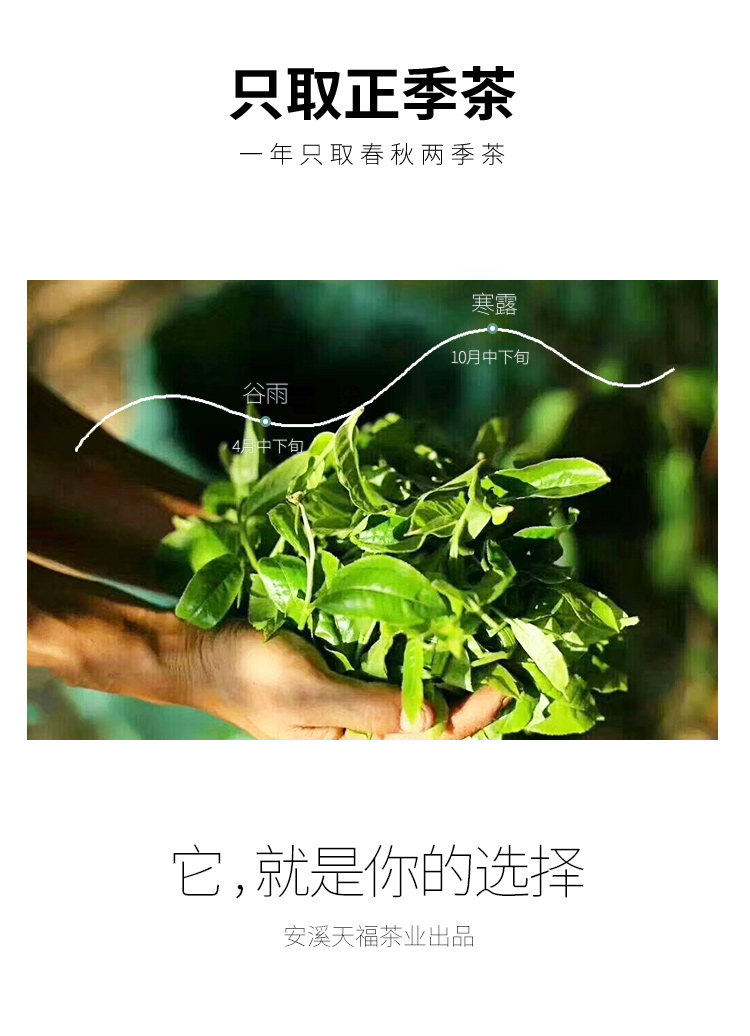 只取正季茶
一年只取春秋两季茶
寒露
10月中下旬
谷雨
4月中下旬
它,就是你的选择
安溪天福茶业出品